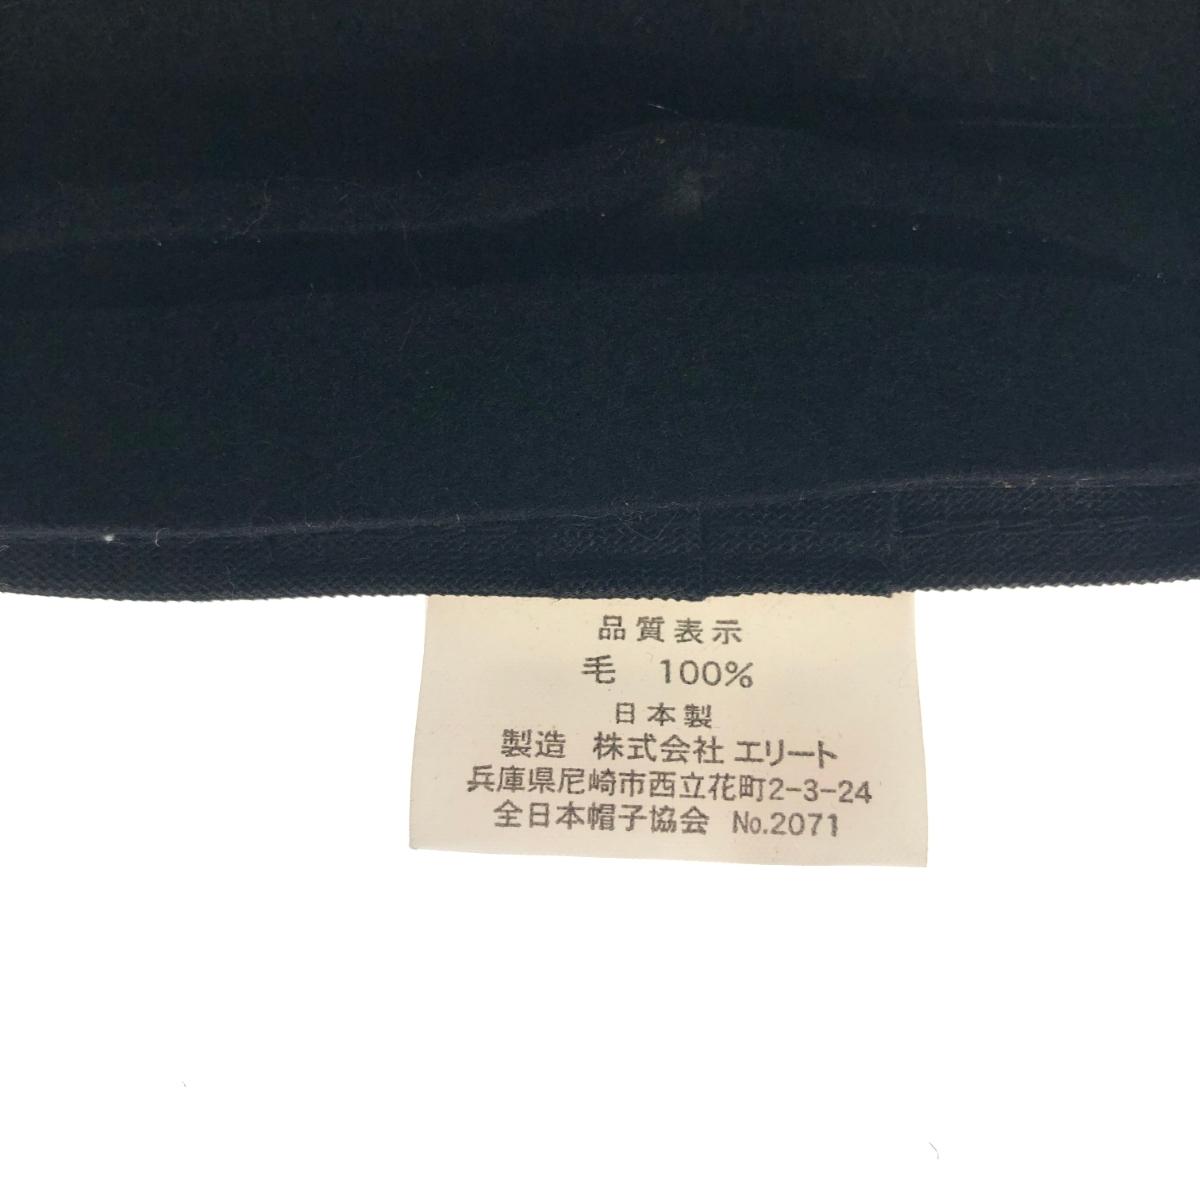 品質表示
毛 100%
日本製
製造 株式会社 エリート
兵庫県尼崎市西立花町2-3-24
全日本帽子協会 No.2071